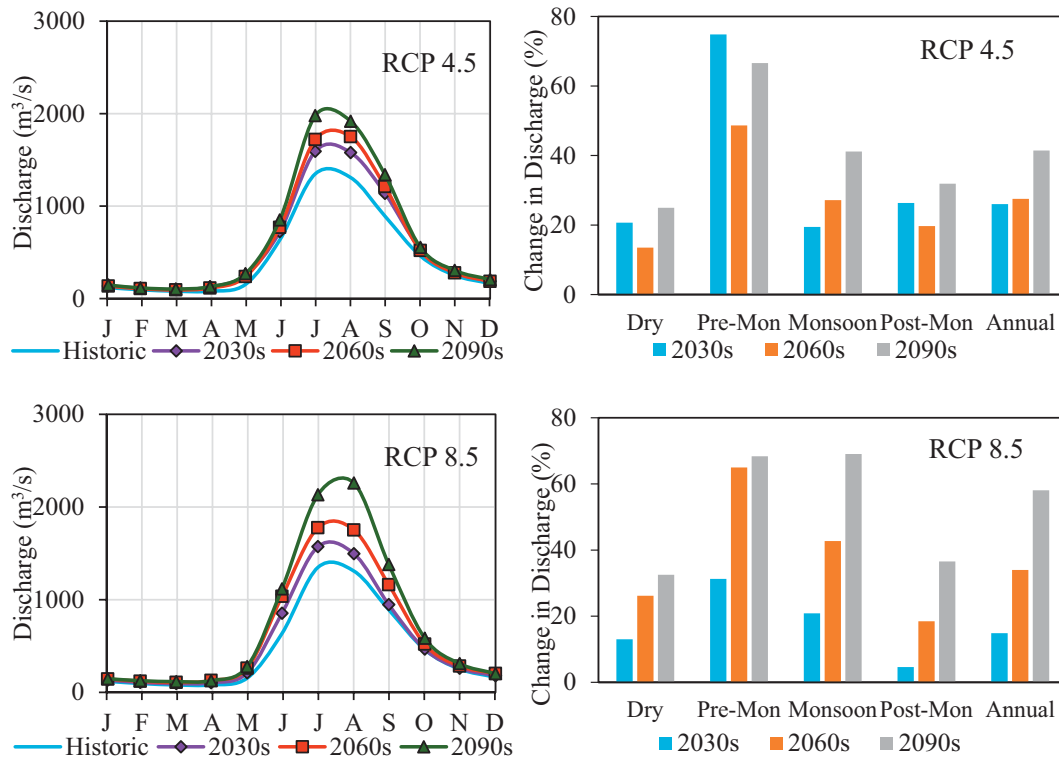 3000
2000
1000
0
Discharge (m³/s)
RCP 4.5
J F M A M J J A S O N D
Historic 2030s 2060s 2090s
80
60
40
20
0
Change in Discharge (%)
RCP 4.5
Dry Pre-Mon Monsoon Post-Mon Annual
2030s 2060s 2090s
3000
2000
1000
0
Discharge (m³/s)
RCP 8.5
J F M A M J J A S O N D
Historic 2030s 2060s 2090s
80
60
40
20
0
Change in Discharge (%)
RCP 8.5
Dry Pre-Mon Monsoon Post-Mon Annual
2030s 2060s 2090s